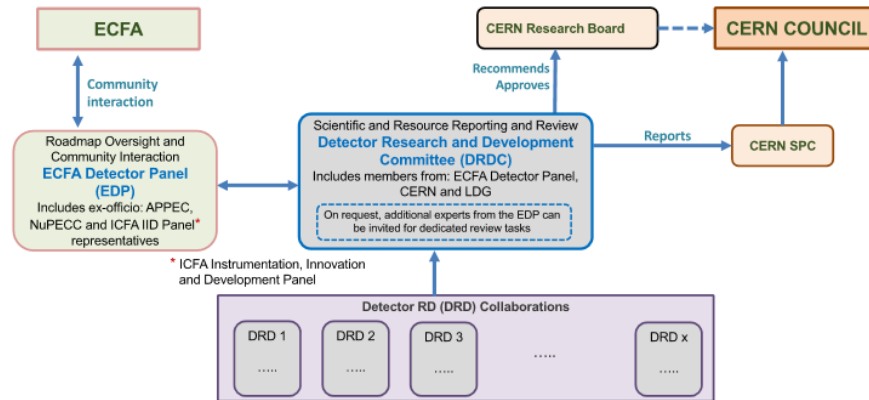 ECFA
CERN Research Board
CERN COUNCIL
Community
interaction
Recommends
Approves
Roadmap Oversight and
Community Interaction
ECFA Detector Panel
(EDP)
Includes ex-officio: APPEC,
NuPECC and ICFA IID Panel*
representatives
Scientific and Resource Reporting and Review
Detector Research and Development
Committee (DRDC)
Includes members from: ECFA Detector Panel,
CERN and LDG
On request, additional experts from the EDP can
be invited for dedicated review tasks
Reports
CERN SPC
* ICFA Instrumentation, Innovation
and Development Panel
Detector RD (DRD) Collaborations
DRD 1
.....
DRD 2
.....
DRD 3
.....
.....
DRD x
.....